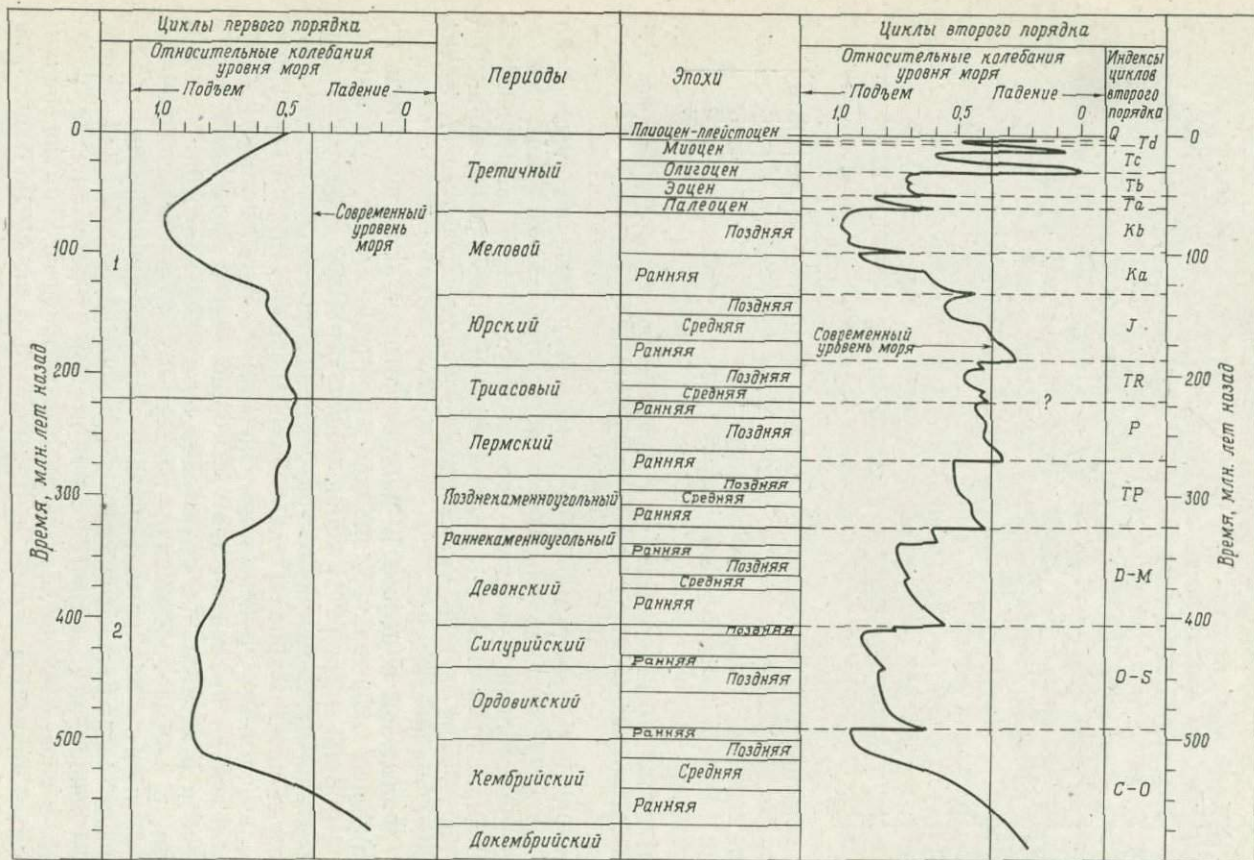 Циклы первого порядка
Относительные колебания
уровня моря
Подъем
Падение
1,0
0,5
0
Периоды
Эпохи
Циклы второго порядка
Относительные колебания
уровня моря
Подъем
Падение
1,0
0,5
0
Индексы
циклов
второго
порядка
Время, млн. лет назад
0
100
200
300
400
500
1
2
Современный
уровень
моря
Третичный
Меловой
Юрский
Триасовый
Пермский
Позднекаменноугольный
Раннекаменноугольный
Девонский
Силурийский
Ордовикский
Кембрийский
Докембрийский
Плиоцен-плейстоцен
Миоцен
Олигоцен
Эоцен
Палеоцен
Поздняя
Ранняя
Поздняя
Средняя
Ранняя
Поздняя
Средняя
Ранняя
Поздняя
Ранняя
Поздняя
Средняя
Ранняя
Ранняя
Поздняя
Средняя
Ранняя
Поздняя
Ранняя
Поздняя
Ранняя
Поздняя
Средняя
Ранняя
Современный
уровень моря
?
Q
Td
Tc
Tb
Ta
Kb
Ka
J
TR
P
TP
D-M
O-S
C-O
0
100
200
300
400
500
Время, млн. лет назад